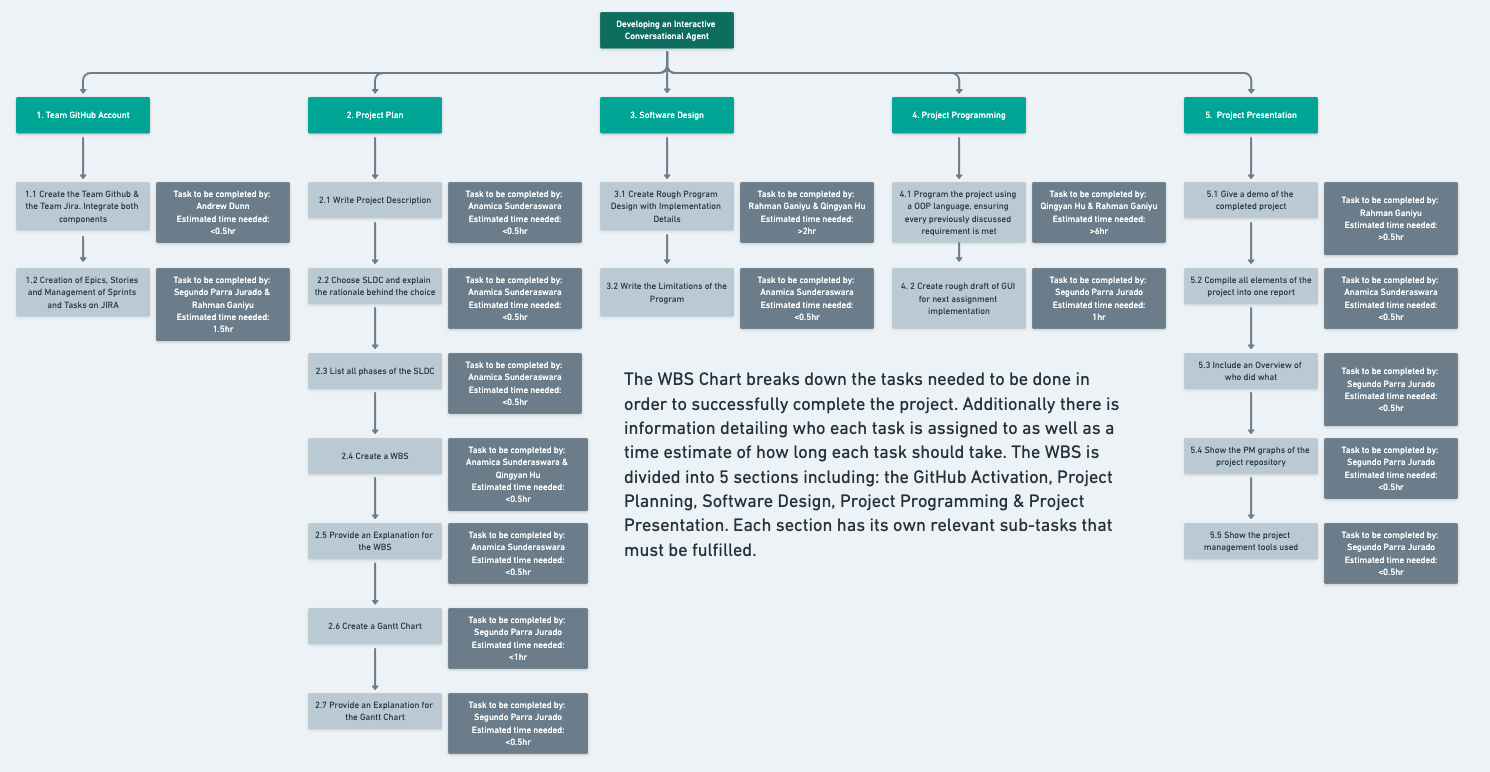 Developing an Interactive
Conversational Agent
1. Team GitHub Account
1.1 Create the Team Github &
the Team Jira. Integrate both
components
Task to be completed by:
Andrew Dunn
Estimated time needed:
<0.5hr
1.2 Creation of Epics, Stories
and Management of Sprints
and Tasks on JIRA
Task to be completed by:
Segundo Parra Jurado &
Rahman Ganiyu
Estimated time needed:
1.5hr
2. Project Plan
2.1 Write Project Description
Task to be completed by:
Anamica Sunderaswara
Estimated time needed:
<0.5hr
2.2 Choose SLDC and explain
the rationale behind the choice
Task to be completed by:
Anamica Sunderaswara
Estimated time needed:
<0.5hr
2.3 List all phases of the SLDC
Task to be completed by:
Anamica Sunderaswara
Estimated time needed:
<0.5hr
2.4 Create a WBS
Task to be completed by:
Anamica Sunderaswara &
Qingyan Hu
Estimated time needed:
<0.5hr
2.5 Provide an Explanation for
the WBS
Task to be completed by:
Anamica Sunderaswara
Estimated time needed:
<0.5hr
2.6 Create a Gantt Chart
Task to be completed by:
Segundo Parra Jurado
Estimated time needed:
<1hr
2.7 Provide an Explanation for
the Gantt Chart
Task to be completed by:
Segundo Parra Jurado
Estimated time needed:
<0.5hr
3. Software Design
3.1 Create Rough Program
Design with Implementation
Details
Task to be completed by:
Rahman Ganiyu & Qingyan Hu
Estimated time needed:
>2hr
3.2 Write the Limitations of the
Program
Task to be completed by:
Anamica Sunderaswara
Estimated time needed:
<0.5hr
4. Project Programming
4.1 Program the project using
a OOP language, ensuring
every previously discussed
requirement is met
Task to be completed by:
Qingyan Hu & Rahman Ganiyu
Estimated time needed:
>6hr
4. 2 Create rough draft of GUI
for next assignment
implementation
Task to be completed by:
Segundo Parra Jurado
Estimated time needed:
1hr
5. Project Presentation
5.1 Give a demo of the
completed project
Task to be completed by:
Rahman Ganiyu
Estimated time needed:
>0.5hr
5.2 Compile all elements of the
project into one report
Task to be completed by:
Anamica Sunderaswara
Estimated time needed:
<0.5hr
5.3 Include an Overview of
who did what
Task to be completed by:
Segundo Parra Jurado
Estimated time needed:
<0.5hr
5.4 Show the PM graphs of the
project repository
Task to be completed by:
Segundo Parra Jurado
Estimated time needed:
<0.5hr
5.5 Show the project
management tools used
Task to be completed by:
Segundo Parra Jurado
Estimated time needed:
<0.5hr
The WBS Chart breaks down the tasks needed to be done in
order to successfully complete the project. Additionally there is
information detailing who each task is assigned to as well as a
time estimate of how long each task should take. The WBS is
divided into 5 sections including: the GitHub Activation, Project
Planning, Software Design, Project Programming & Project
Presentation. Each section has its own relevant sub-tasks that
must be fulfilled.